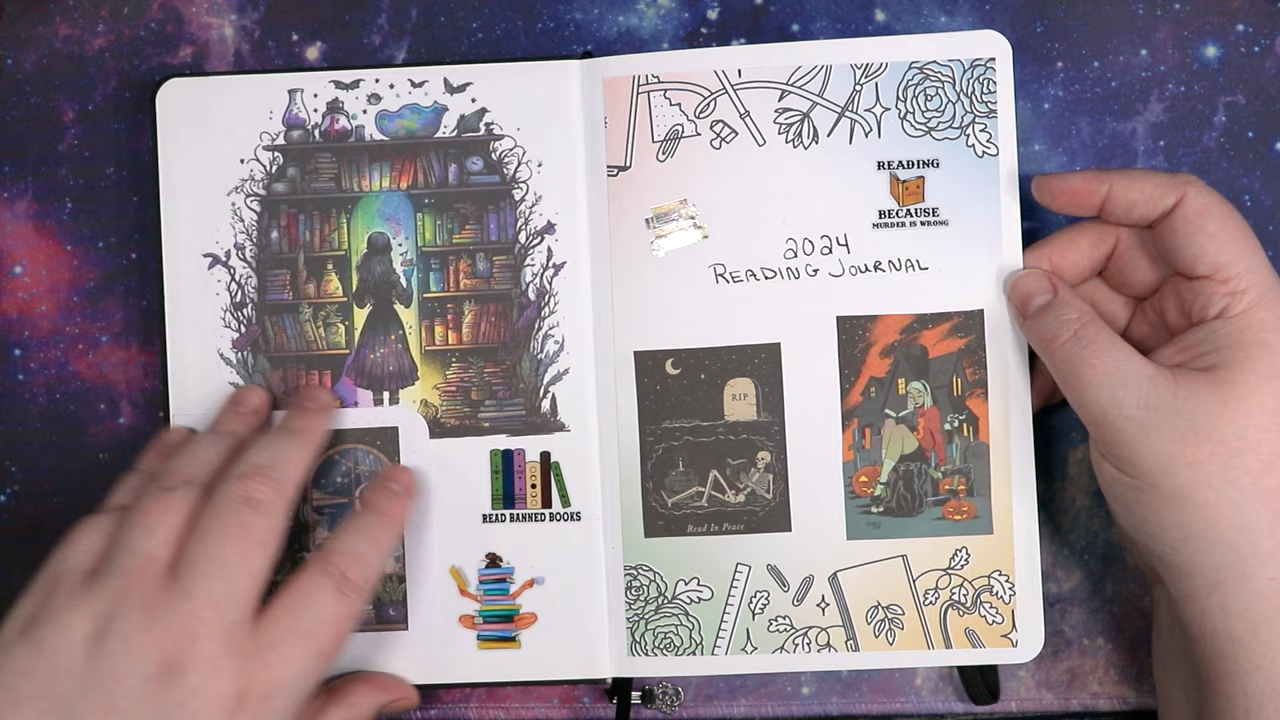 READ BANNED BOOKS
READING
BECAUSE
MURDER IS WRONG
2024
READING JOURNAL
RIP
Read In Peace